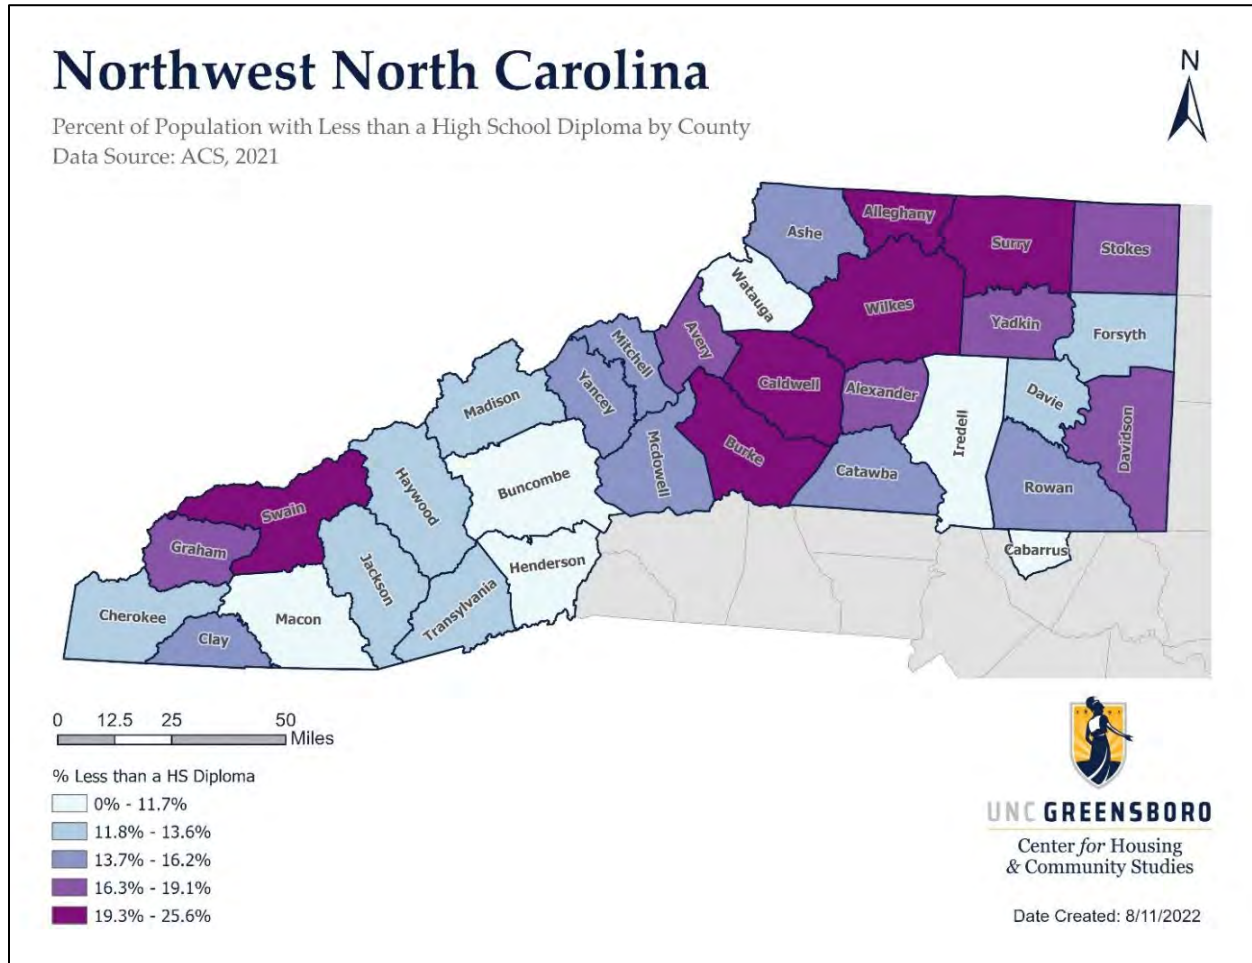 Northwest North Carolina
N
Percent of Population with Less than a High School Diploma by County
Data Source: ACS, 2021
Ashe
Alleghany
Surry
Stokes
Watauga
Wilkes
Yadkin
Forsyth
Mitchell
Avery
Caldwell
Alexander
Iredell
Davie
Davidson
Madison
Yancey
Mcdowell
Burke
Catawba
Rowan
Haywood
Buncombe
Swain
Graham
Jackson
Henderson
Cabarrus
Cherokee
Clay
Macon
Transylvania
0 12.5 25 50
Miles
% Less than a HS Diploma
0% - 11.7%
11.8% - 13.6%
13.7% - 16.2%
16.3% - 19.1%
19.3% - 25.6%
UNC GREENSBORO
Center for Housing
& Community Studies
Date Created: 8/11/2022